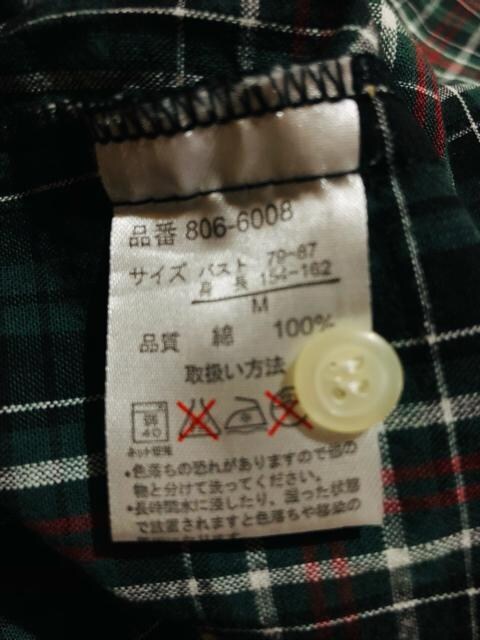 品番 806-6008
サイズ バスト 79-87
身長 154-162
M
品質 綿 100%
取扱い方法
弱
40
ネット使用
•色落ちの恐れがありますので他の
物と分けて洗ってください。
•長時間水に浸したり、湿った状態
で放置されますと色落ちや移染の